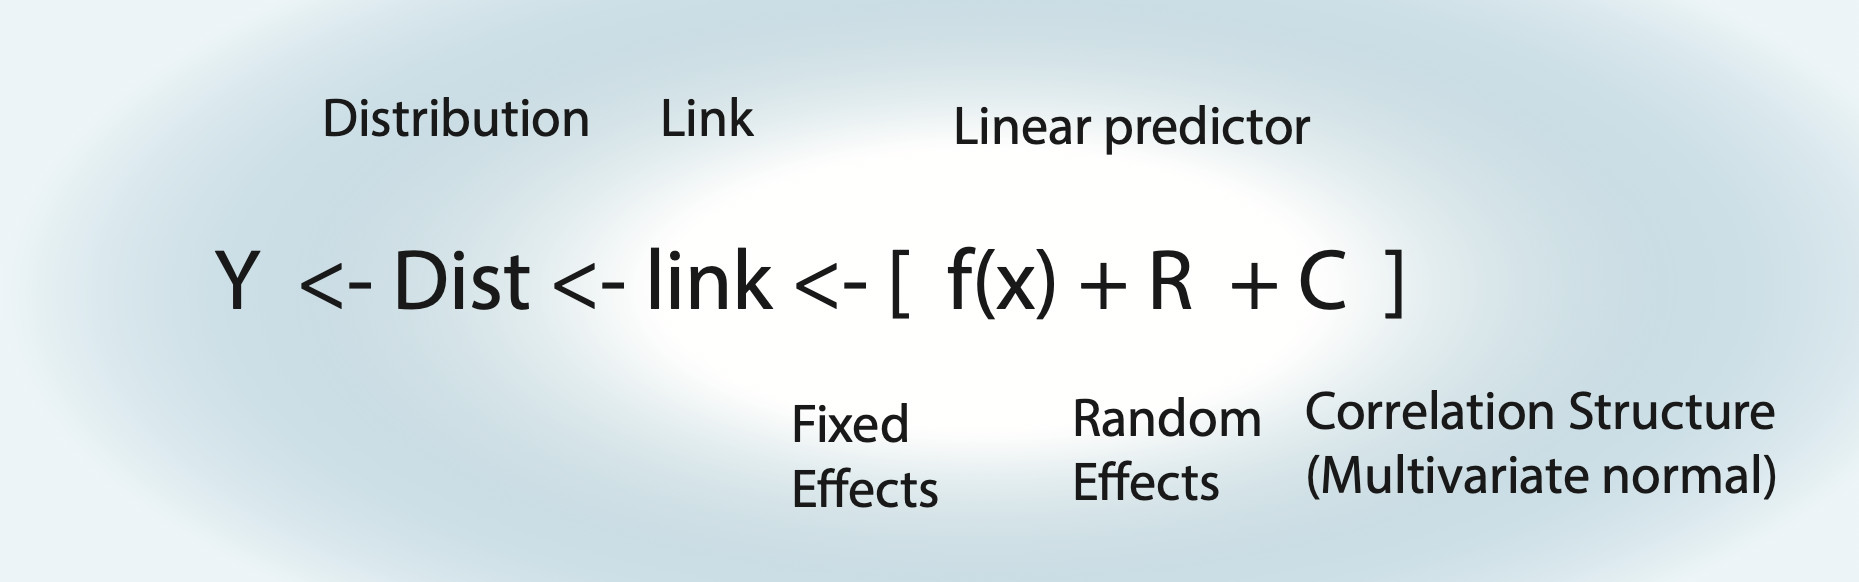 Distribution Link Linear predictor
Y <- Dist <- link <- [ f(x) + R + C ]
Fixed Effects
Random Effects
Correlation Structure
(Multivariate normal)